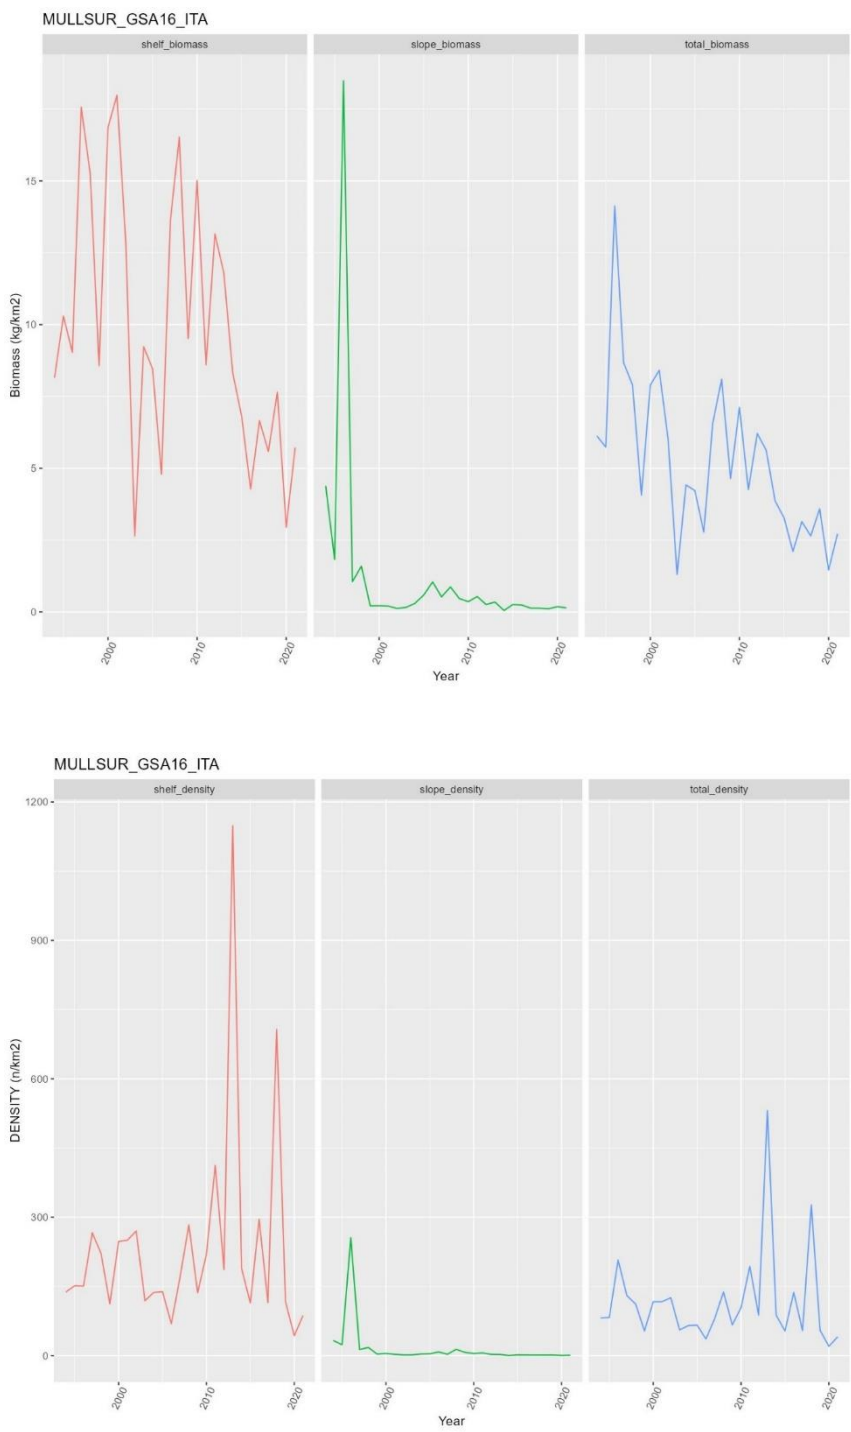 MULLSUR_GSA16_ITA
shelf_biomass slope_biomass total_biomass
15
10
5
0
Biomass (kg/km2)
2000 2010 2020 2000 2010 2020 2000 2010 2020
Year
MULLSUR_GSA16_ITA
shelf_density slope_density total_density
1200
900
600
300
0
DENSITY (n/km2)
2000 2010 2020 2000 2010 2020 2000 2010 2020
Year